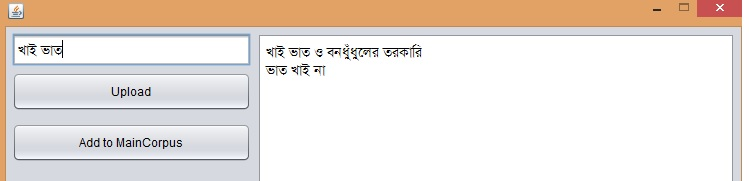 খাই ভাত
খাই ভাত ও বনধুঁধুলের তরকারি
ভাত খাই না
Upload
Add to MainCorpus